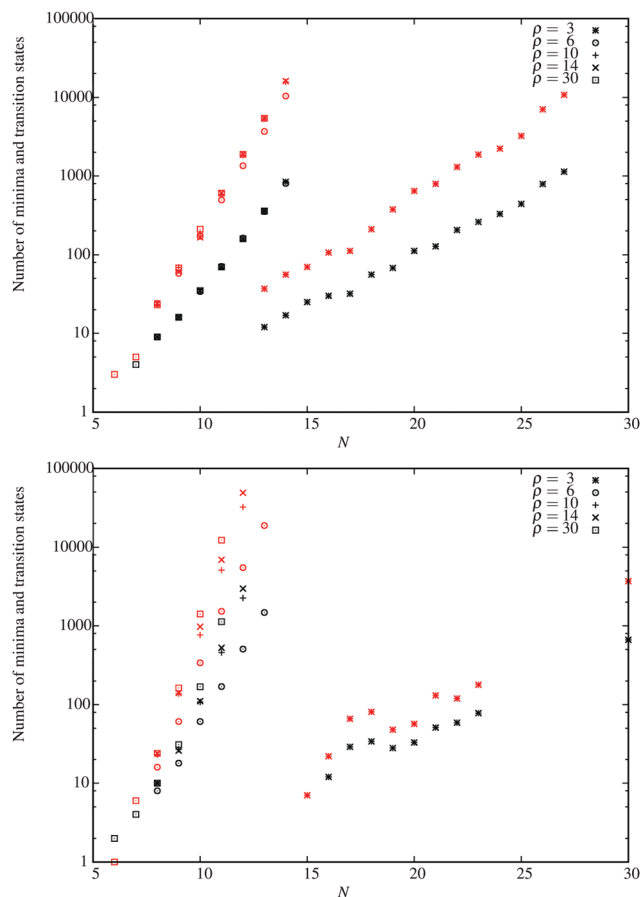 Number of minima and transition states
100000
10000
1000
100
10
1
5
10
15
20
25
30
N
ρ = 3
ρ = 6
ρ = 10
ρ = 14
ρ = 30
Number of minima and transition states
100000
10000
1000
100
10
1
5
10
15
20
25
30
N
ρ = 3
ρ = 6
ρ = 10
ρ = 14
ρ = 30